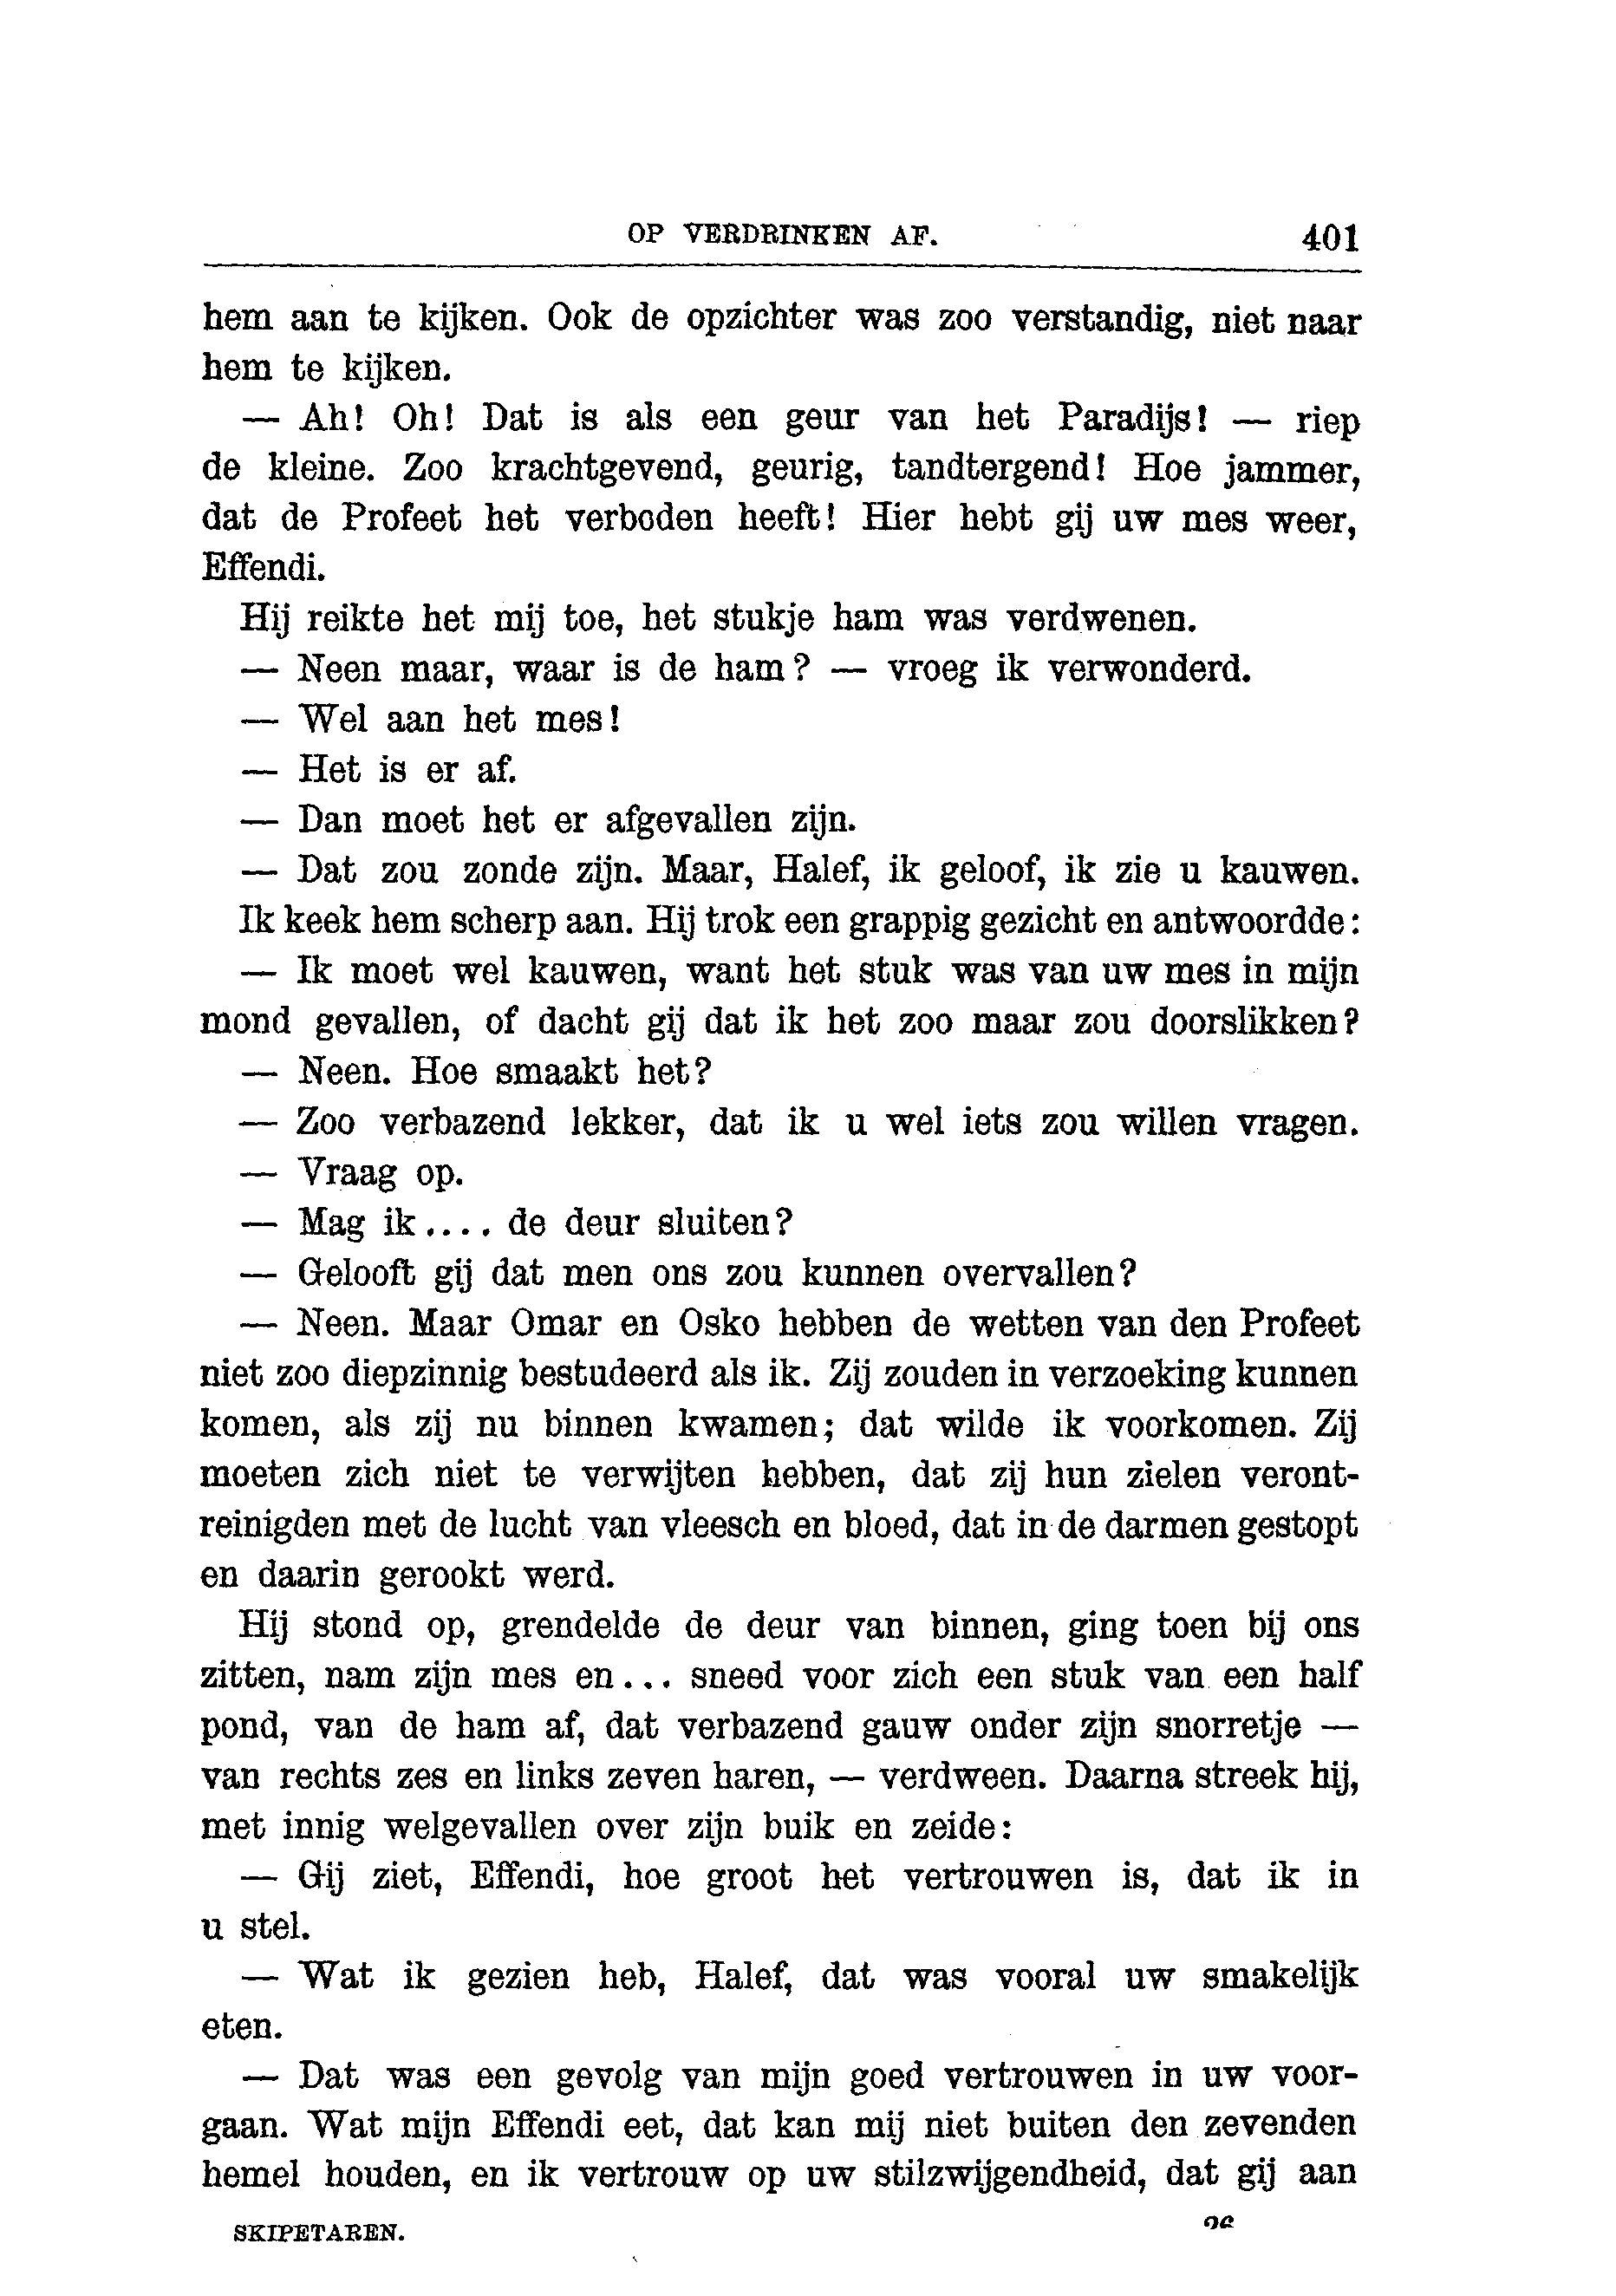 OP VERDRINKEN AF. 401
hem aan te kijken. Ook de opzichter was zoo verstandig, niet naar
hem te kijken.
— Ah! Oh! Dat is als een geur van het Paradijs! — riep
de kleine. Zoo krachtgevend, geurig, tandtergend! Hoe jammer,
dat de Profeet het verboden heeft! Hier hebt gij uw mes weer,
Effendi.
Hij reikte het mij toe, het stukje ham was verdwenen.
— Neen maar, waar is de ham? — vroeg ik verwonderd.
— Wel aan het mes!
— Het is er af.
— Dan moet het er afgevallen zijn.
— Dat zou zonde zijn. Maar, Halef, ik geloof, ik zie u kauwen.
Ik keek hem scherp aan. Hij trok een grappig gezicht en antwoordde:
— Ik moet wel kauwen, want het stuk was van uw mes in mijn
mond gevallen, of dacht gij dat ik het zoo maar zou doorslikken?
— Neen. Hoe smaakt het?
— Zoo verbazend lekker, dat ik u wel iets zou willen vragen.
— Vraag op.
— Mag ik.... de deur sluiten?
— Gelooft gij dat men ons zou kunnen overvallen?
— Neen. Maar Omar en Osko hebben de wetten van den Profeet
niet zoo diepzinnig bestudeerd als ik. Zij zouden in verzoeking kunnen
komen, als zij nu binnen kwamen; dat wilde ik voorkomen. Zij
moeten zich niet te verwijten hebben, dat zij hun zielen veront-
reinigden met de lucht van vleesch en bloed, dat in de darmen gestopt
en daarin gerookt werd.
Hij stond op, grendelde de deur van binnen, ging toen bij ons
zitten, nam zijn mes en... sneed voor zich een stuk van een half
pond, van de ham af, dat verbazend gauw onder zijn snorretje —
van rechts zes en links zeven haren, — verdween. Daarna streek hij,
met innig welgevallen over zijn buik en zeide:
— Gij ziet, Effendi, hoe groot het vertrouwen is, dat ik in
u stel.
— Wat ik gezien heb, Halef, dat was vooral uw smakelijk
eten.
— Dat was een gevolg van mijn goed vertrouwen in uw voor-
gaan. Wat mijn Effendi eet, dat kan mij niet buiten den zevenden
hemel houden, en ik vertrouw op uw stilzwijgendheid, dat gij aan
SKIPETAREN.